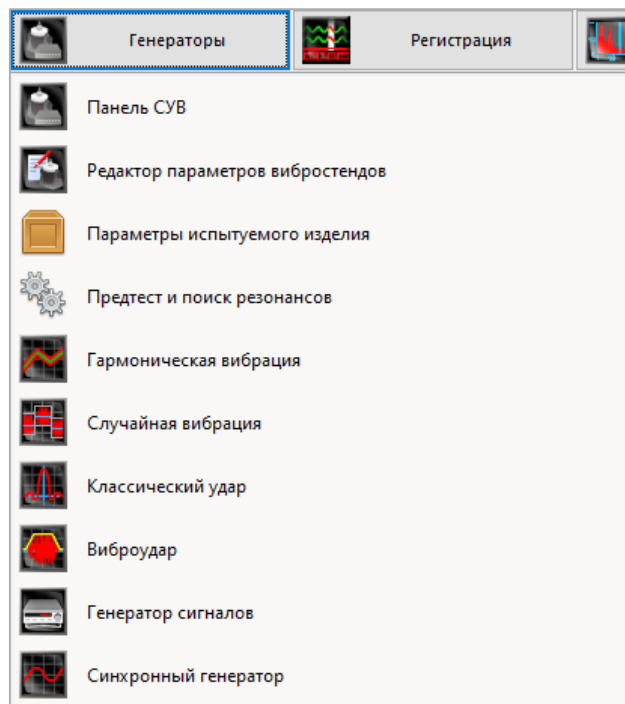 Генераторы
Регистрация
Панель СУВ
Редактор параметров вибростендов
Параметры испытуемого изделия
Предтест и поиск резонансов
Гармоническая вибрация
Случайная вибрация
Классический удар
Виброудар
Генератор сигналов
Синхронный генератор